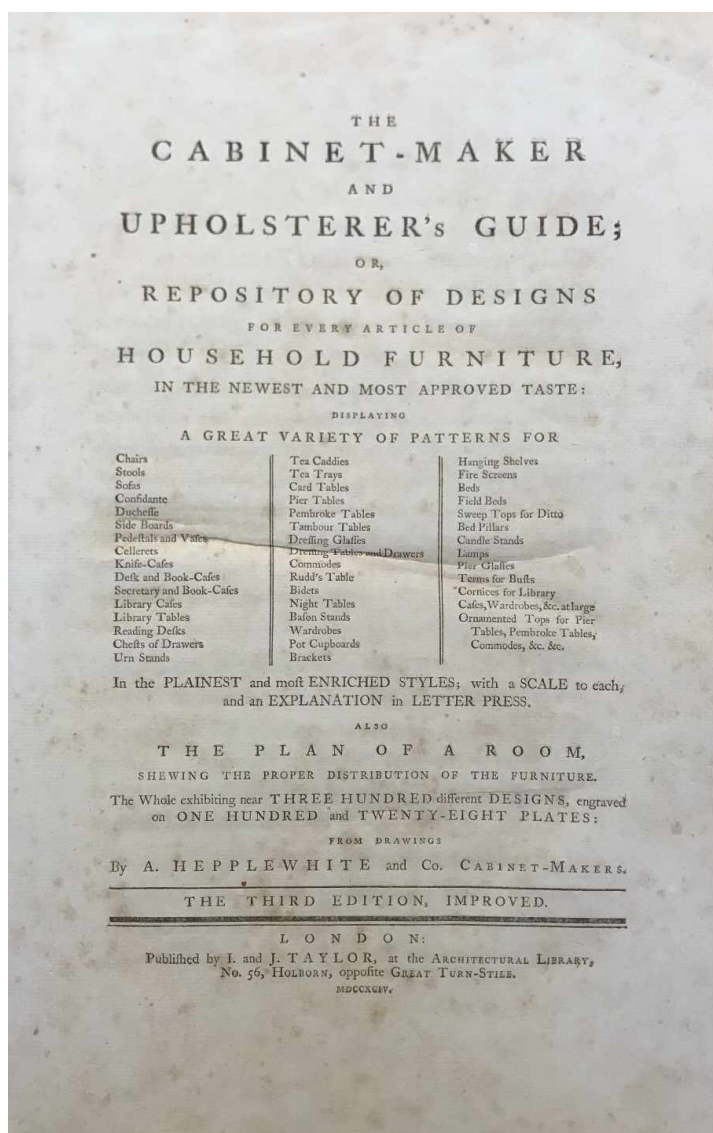 THE
CABINET-MAKER
AND
UPHOLSTERER's GUIDE;
OR,
REPOSITORY OF DESIGNS
FOR EVERY ARTICLE OF
HOUSEHOLD FURNITURE,
IN THE NEWEST AND MOST APPROVED TASTE:
DISPLAYING
A GREAT VARIETY OF PATTERNS FOR
Chairs
Stools
Sofas
Confidante
Ducheſſe
Side Boards
Pedeſtals and Vaſes
Cellerets
Knife-Caſes
Deſk and Book-Caſes
Secretary and Book-Caſes
Library Caſes
Library Tables
Reading Deſks
Cheſts of Drawers
Urn Stands
Tea Caddies
Tea Trays
Card Tables
Pier Tables
Pembroke Tables
Tambour Tables
Dreſſing Glaſſes
Dreſſing Tables and Drawers
Commodes
Rudd's Table
Bidets
Night Tables
Baſon Stands
Wardrobes
Pot Cupboards
Brackets
Hanging Shelves
Fire Screens
Beds
Field Beds
Sweep Tops for Ditto
Bed Pillars
Candle Stands
Lamps
Pier Glaſſes
Terms for Buſts
Cornices for Library
Caſes, Wardrobes, &c. at large
Ornamented Tops for Pier
Tables, Pembroke Tables,
Commodes, &c. &c.
In the PLAINEST and moſt ENRICHED STYLES; with a SCALE to each,
and an EXPLANATION in LETTER PRESS.
ALSO
THE PLAN OF A ROOM,
SHEWING THE PROPER DISTRIBUTION OF THE FURNITURE.
The Whole exhibiting near THREE HUNDRED different DESIGNS, engraved
on ONE HUNDRED and TWENTY-EIGHT PLATES:
FROM DRAWINGS
By A. HEPPLEWHITE and Co. CABINET-MAKERS.
THE THIRD EDITION, IMPROVED.
LONDON:
Publiſhed by I. and J. TAYLOR, at the ARCHITECTURAL LIBRARY,
No. 56, HOLBORN, oppoſite GREAT TURN-STILE.
MDCCXCIV.